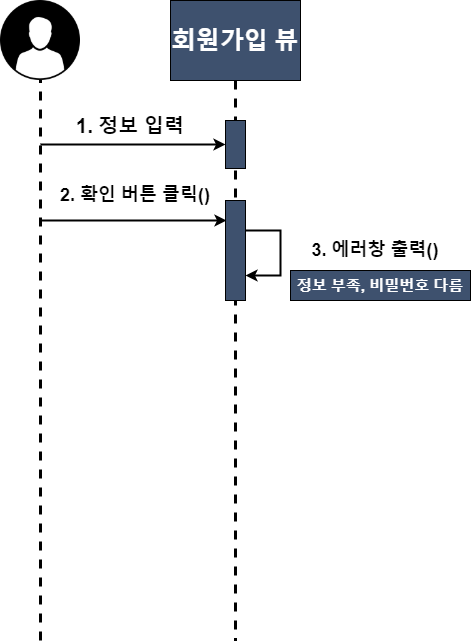 회원가입 뷰
1. 정보 입력
2. 확인 버튼 클릭()
3. 에러창 출력()
정보 부족, 비밀번호 다름